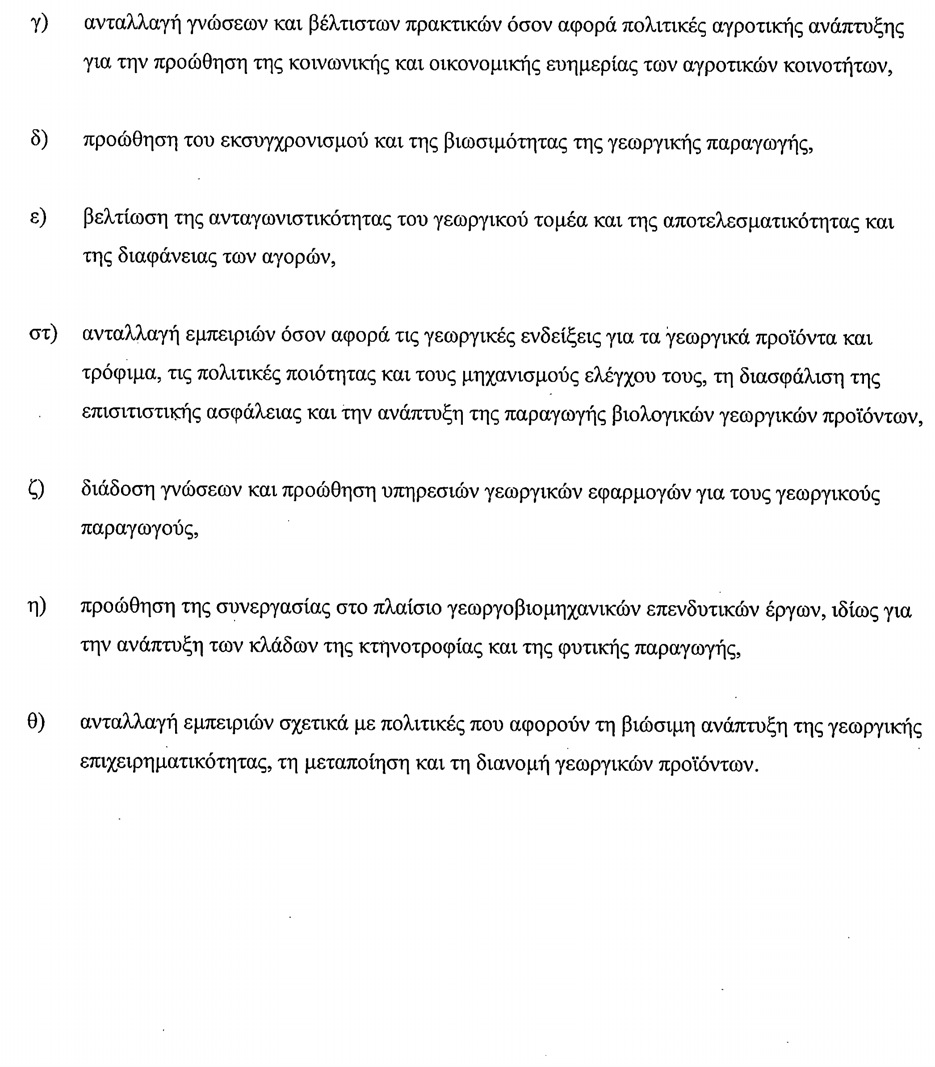 γ) ανταλλαγή γνώσεων και βέλτιστων πρακτικών όσον αφορά πολιτικές αγροτικής ανάπτυξης
για την προώθηση της κοινωνικής και οικονομικής ευημερίας των αγροτικών κοινοτήτων,
δ) προώθηση του εκσυγχρονισμού και της βιωσιμότητας της γεωργικής παραγωγής,
ε) βελτίωση της ανταγωνιστικότητας του γεωργικού τομέα και της αποτελεσματικότητας και
της διαφάνειας των αγορών,
στ) ανταλλαγή εμπειριών όσον αφορά τις γεωργικές ενδείξεις για τα γεωργικά προϊόντα και
τρόφιμα, τις πολιτικές ποιότητας και τους μηχανισμούς ελέγχου τους, τη διασφάλιση της
επισιτιστικής ασφάλειας και την ανάπτυξη της παραγωγής βιολογικών γεωργικών προϊόντων,
ζ) διάδοση γνώσεων και προώθηση υπηρεσιών γεωργικών εφαρμογών για τους γεωργικούς
παραγωγούς,
η) προώθηση της συνεργασίας στο πλαίσιο γεωργοβιομηχανικών επενδυτικών έργων, ιδίως για
την ανάπτυξη των κλάδων της κτηνοτροφίας και της φυτικής παραγωγής,
θ) ανταλλαγή εμπειριών σχετικά με πολιτικές που αφορούν τη βιώσιμη ανάπτυξη της γεωργικής
επιχειρηματικότητας, τη μεταποίηση και τη διανομή γεωργικών προϊόντων.